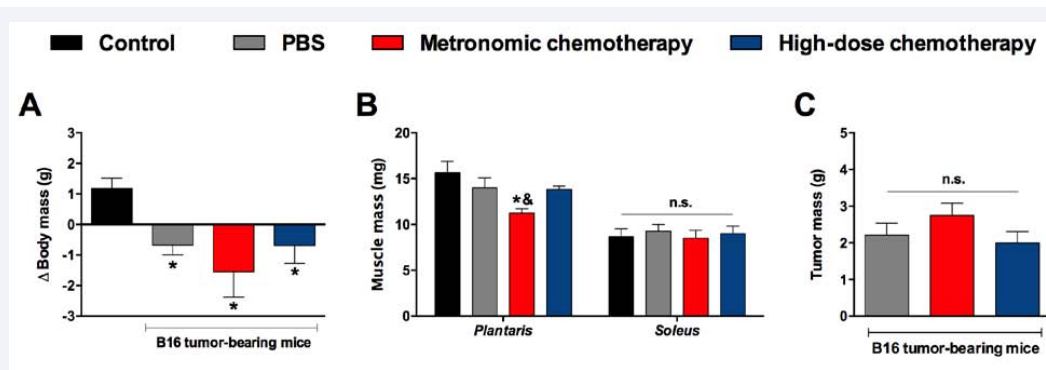 Control PBS Metronomic chemotherapy High-dose chemotherapy
A
Δ Body mass (g)
3
2
1
0
-1
-2
-3
*
*
*
B16 tumor-bearing mice
B
Muscle mass (mg)
20
15
10
5
0
*&
n.s.
Plantaris Soleus
C
Tumor mass (g)
5
4
3
2
1
0
n.s.
B16 tumor-bearing mice